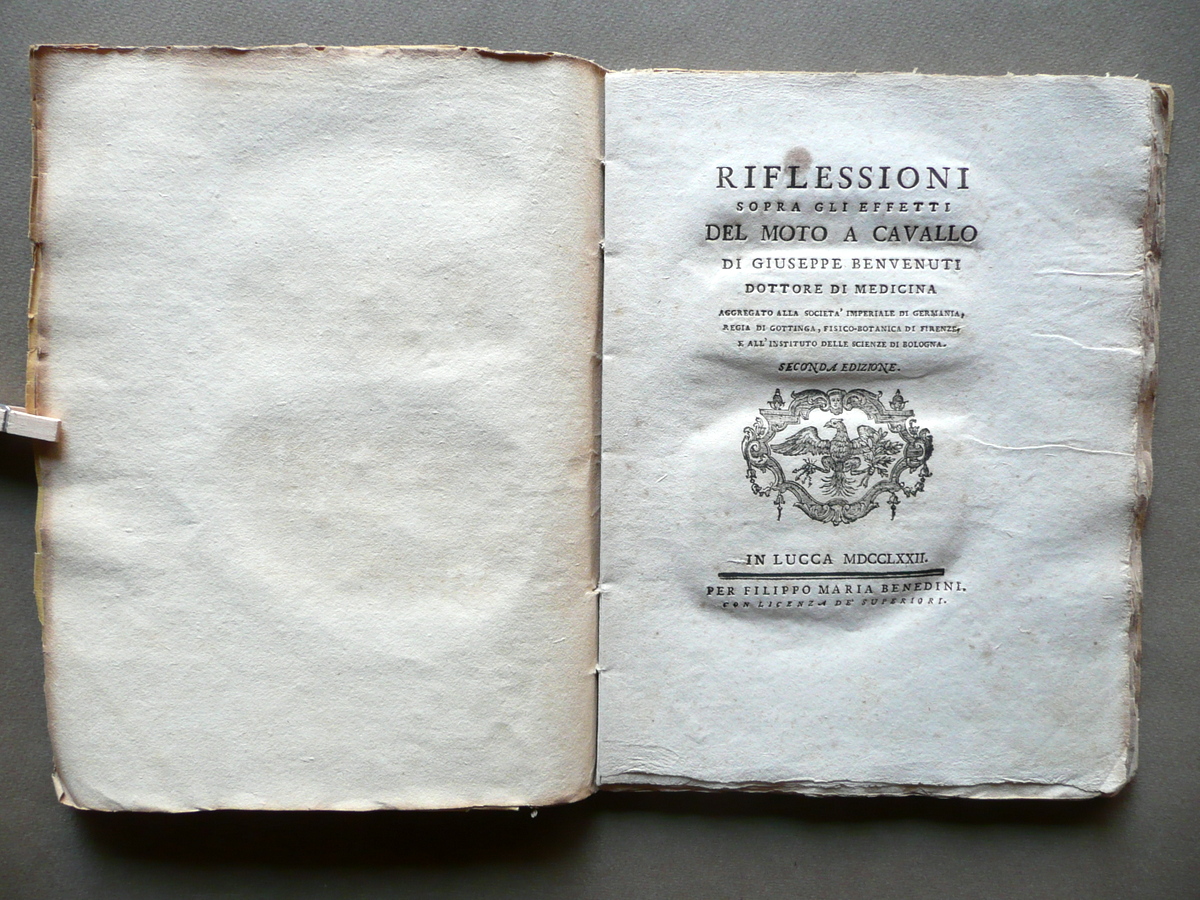 RIFLESSIONI
SOPRA GLI EFFETTI
DEL MOTO A CAVALLO
DI GIUSEPPE BENVENUTI
DOTTORE DI MEDICINA
AGGREGATO ALLA SOCIETA' IMPERIALE DI GERMANIA,
REGIA DI GOTTINGA, FISICO-BOTANICA DI FIRENZE,
E ALL' INSTITUTO DELLE SCIENZE DI BOLOGNA.
SECONDA EDIZIONE.
IN LUCCA MDCCLXXII.
PER FILIPPO MARIA BENEDINI.
CON LICENZA DE' SUPERIORI.